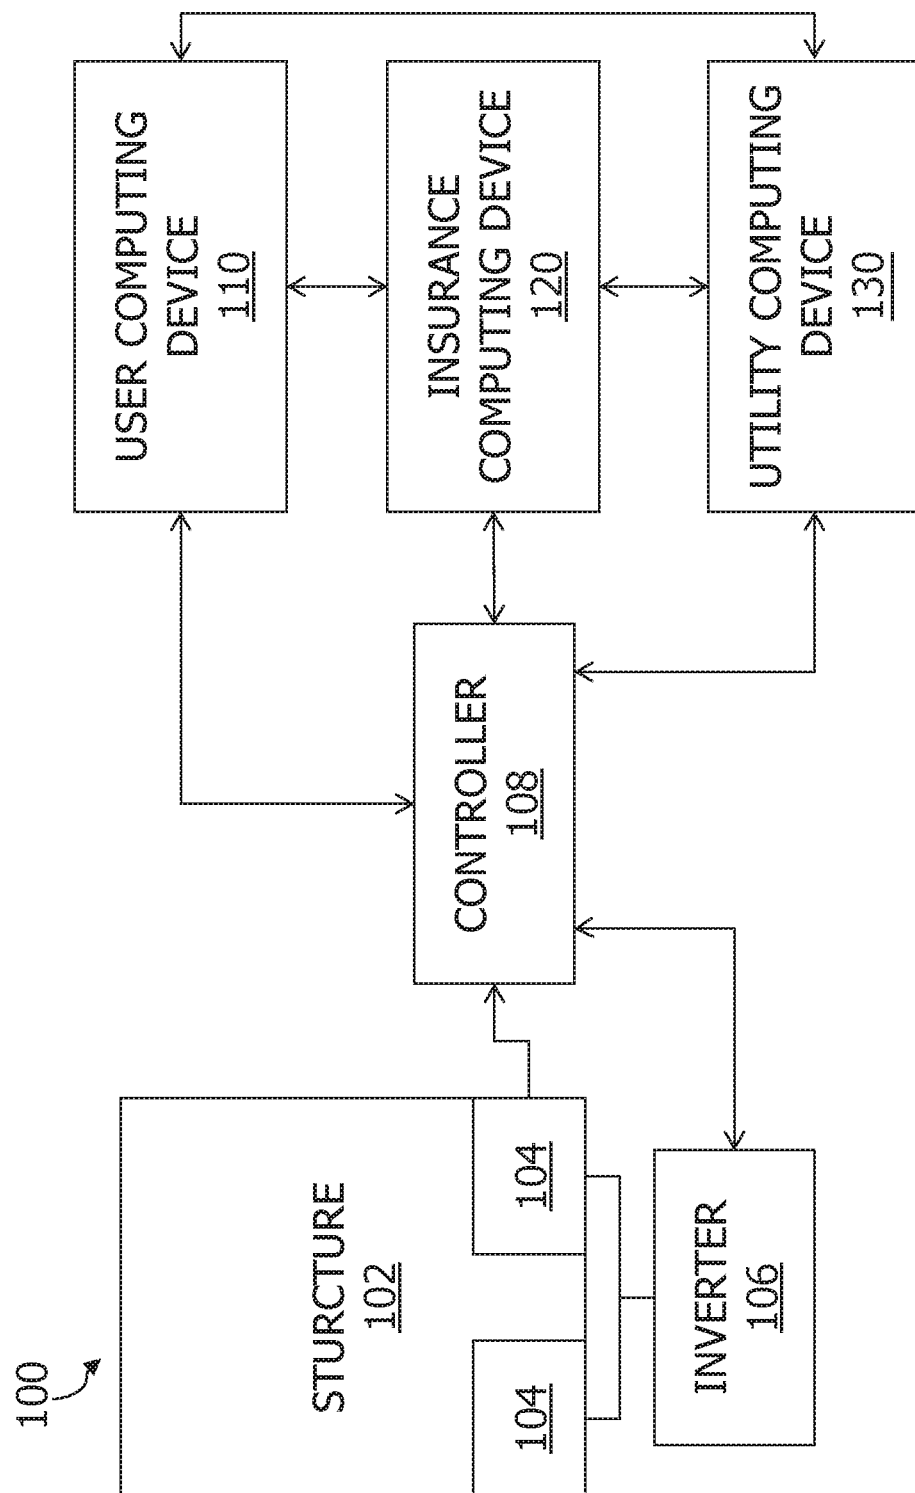 100
STURCTURE
102
104
104
INVERTER
106
CONTROLLER
108
USER COMPUTING
DEVICE
110
INSURANCE
COMPUTING DEVICE
120
UTILITY COMPUTING
DEVICE
130